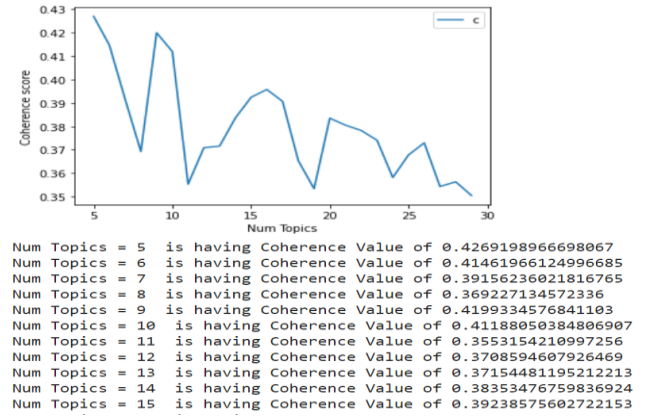 0.43
0.42
0.41
0.40
0.39
0.38
0.37
0.36
0.35
Coherence score
c
5 10 15 20 25 30
Num Topics
Num Topics = 5 is having Coherence Value of 0.4269198966698067
Num Topics = 6 is having Coherence Value of 0.41461966124996685
Num Topics = 7 is having Coherence Value of 0.39156236021816765
Num Topics = 8 is having Coherence Value of 0.369227134572336
Num Topics = 9 is having Coherence Value of 0.4199334576841103
Num Topics = 10 is having Coherence Value of 0.41188050384806907
Num Topics = 11 is having Coherence Value of 0.3553154210997256
Num Topics = 12 is having Coherence Value of 0.3708594607926469
Num Topics = 13 is having Coherence Value of 0.37154481195212213
Num Topics = 14 is having Coherence Value of 0.38353476759836924
Num Topics = 15 is having Coherence Value of 0.39238575602722153